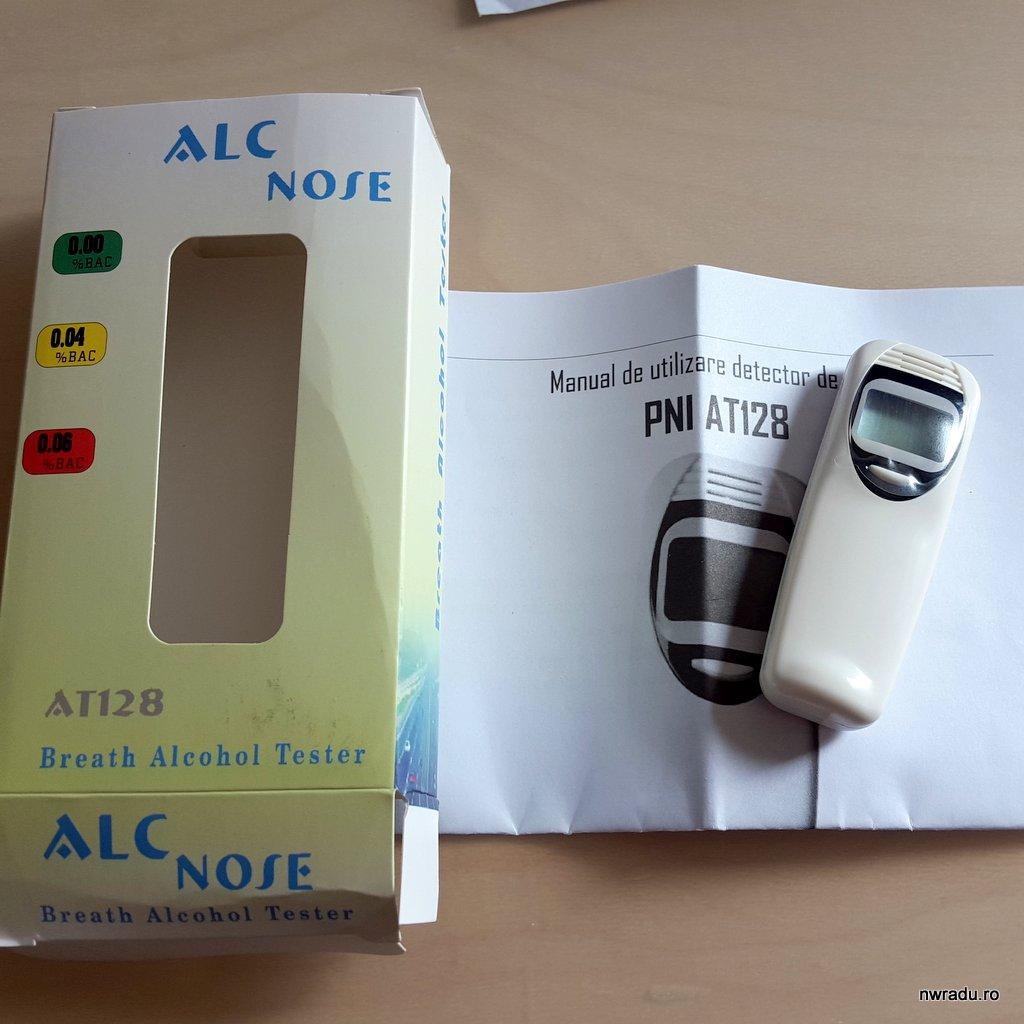 ALC
NOSE
0.00
%BAC
0.04
%BAC
0.06
%BAC
AT128
Breath Alcohol Tester
ALC
NOSE
Breath Alcohol Tester
Breath Alcohol Tester
Manual de utilizare detector de
PNI AT128
nwradu.ro